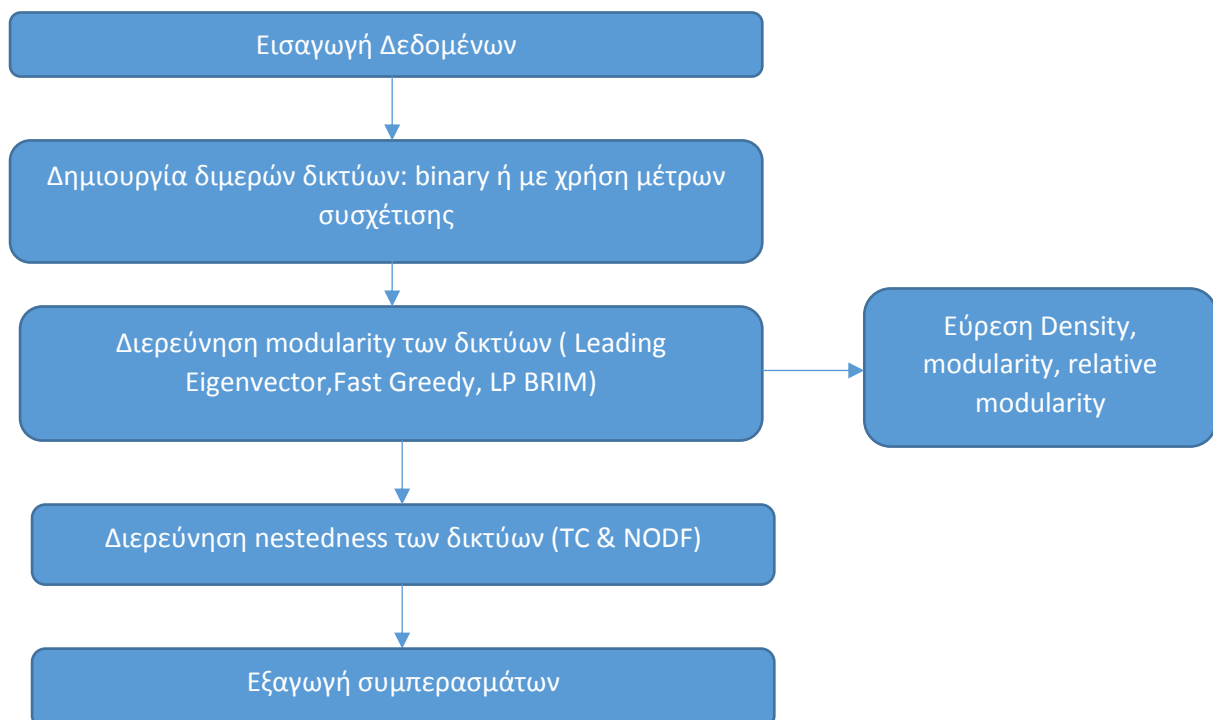 Εισαγωγή Δεδομένων
Δημιουργία διμερών δικτύων: binary ή με χρήση μέτρων
συσχέτισης
Διερεύνηση modularity των δικτύων ( Leading
Eigenvector,Fast Greedy, LP BRIM)
Εύρεση Density,
modularity, relative
modularity
Διερεύνηση nestedness των δικτύων (TC & NODF)
Εξαγωγή συμπερασμάτων